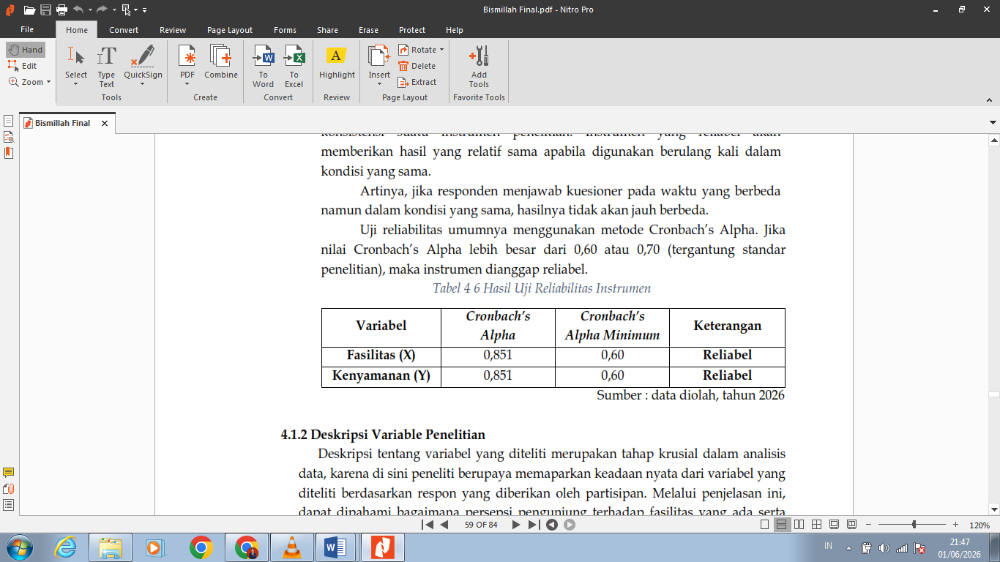 Bismillah Final.pdf - Nitro Pro
File Home Convert Review Page Layout Forms Share Erase Protect Help
Hand
Edit
Zoom
Select
Type Text
QuickSign
Tools
PDF
Combine
Create
To Word
To Excel
Convert
Highlight
Review
Insert
Rotate
Delete
Extract
Page Layout
Add Tools
Favorite Tools
Bismillah Final
konsistensi suatu instrumen penelitian. Instrumen yang reliabel akan
memberikan hasil yang relatif sama apabila digunakan berulang kali dalam
kondisi yang sama.
Artinya, jika responden menjawab kuesioner pada waktu yang berbeda
namun dalam kondisi yang sama, hasilnya tidak akan jauh berbeda.
Uji reliabilitas umumnya menggunakan metode Cronbach’s Alpha. Jika
nilai Cronbach’s Alpha lebih besar dari 0,60 atau 0,70 (tergantung standar
penelitian), maka instrumen dianggap reliabel.
Tabel 4 6 Hasil Uji Reliabilitas Instrumen
Variabel Cronbach’s Alpha Cronbach’s Alpha Minimum Keterangan
Fasilitas (X) 0,851 0,60 Reliabel
Kenyamanan (Y) 0,851 0,60 Reliabel
Sumber : data diolah, tahun 2026
4.1.2 Deskripsi Variable Penelitian
Deskripsi tentang variabel yang diteliti merupakan tahap krusial dalam analisis
data, karena di sini peneliti berupaya memaparkan keadaan nyata dari variabel yang
diteliti berdasarkan respon yang diberikan oleh partisipan. Melalui penjelasan ini,
dapat dipahami bagaimana persepsi pengunjung terhadap fasilitas yang ada serta
59 OF 84
120%
IN
21:47
01/06/2026